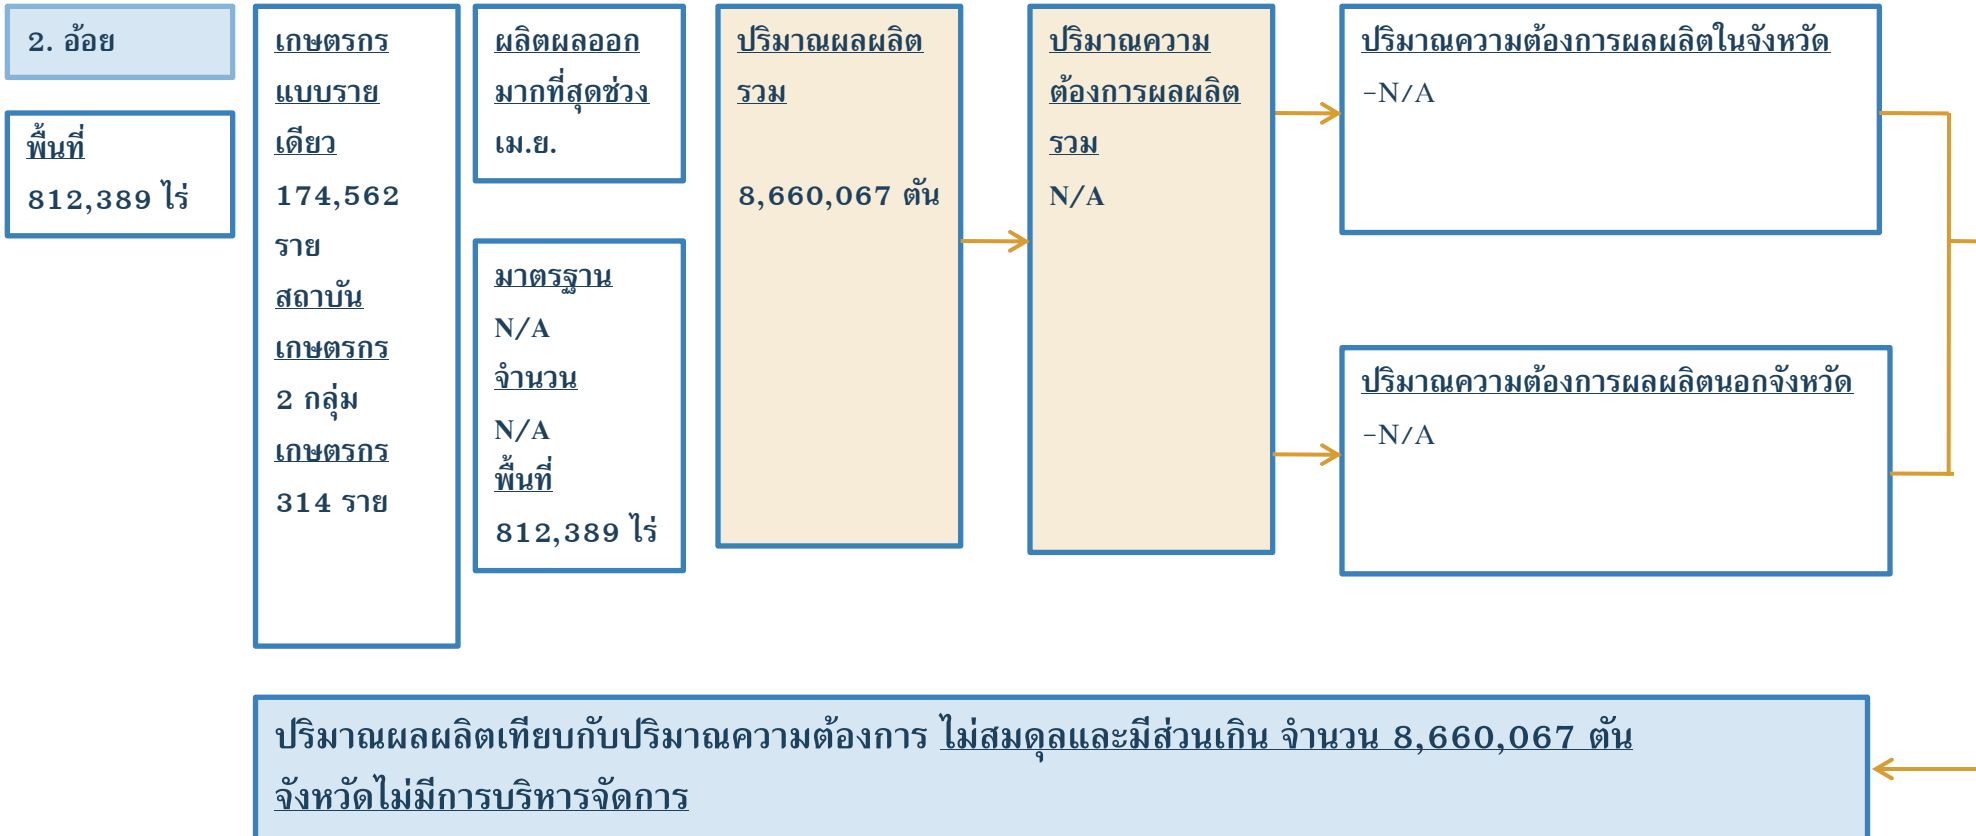 2. อ้อย
พื้นที่
812,389 ไร่
เกษตรกร
แบบราย
เดียว
174,562
ราย
สถาบัน
เกษตรกร
2 กลุ่ม
เกษตรกร
314 ราย
ผลิตผลออก
มากที่สุดช่วง
เม.ย.
มาตรฐาน
N/A
จำนวน
N/A
พื้นที่
812,389 ไร่
ปริมาณผลผลิต
รวม
8,660,067 ตัน
ปริมาณความ
ต้องการผลผลิต
รวม
N/A
ปริมาณความต้องการผลผลิตในจังหวัด
-N/A
ปริมาณความต้องการผลผลิตนอกจังหวัด
-N/A
ปริมาณผลผลิตเทียบกับปริมาณความต้องการ ไม่สมดุลและมีส่วนเกิน จำนวน 8,660,067 ตัน
จังหวัดไม่มีการบริหารจัดการ